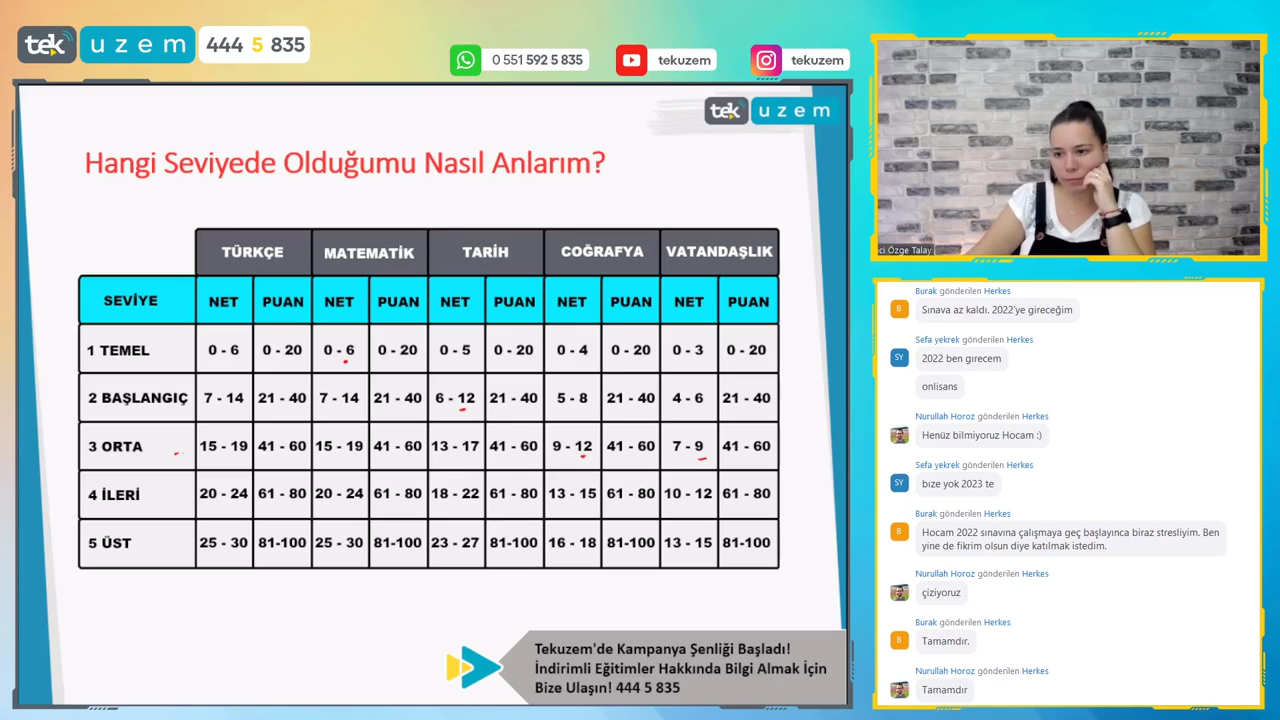 tek uzem 444 5 835
0 551 592 5 835
tekuzem
tekuzem
tek uzem
Hangi Seviyede Olduğumu Nasıl Anlarım?
TÜRKÇE MATEMATİK TARİH COĞRAFYA VATANDAŞLIK
SEVİYE NET PUAN NET PUAN NET PUAN NET PUAN NET PUAN
1 TEMEL 0 - 6 0 - 20 0 - 6 0 - 20 0 - 5 0 - 20 0 - 4 0 - 20 0 - 3 0 - 20
2 BAŞLANGIÇ 7 - 14 21 - 40 7 - 14 21 - 40 6 - 12 21 - 40 5 - 8 21 - 40 4 - 6 21 - 40
3 ORTA 15 - 19 41 - 60 15 - 19 41 - 60 13 - 17 41 - 60 9 - 12 41 - 60 7 - 9 41 - 60
4 İLERİ 20 - 24 61 - 80 20 - 24 61 - 80 18 - 22 61 - 80 13 - 15 61 - 80 10 - 12 61 - 80
5 ÜST 25 - 30 81-100 25 - 30 81-100 23 - 27 81-100 16 - 18 81-100 13 - 15 81-100
Tekuzem'de Kampanya Şenliği Başladı!
İndirimli Eğitimler Hakkında Bilgi Almak İçin
Bize Ulaşın! 444 5 835
ci Özge Talay
Burak gönderilen Herkes
B
Sınava az kaldı. 2022'ye gireceğim
Sefa yekrek gönderilen Herkes
SY
2022 ben gırecem
onlisans
Nurullah Horoz gönderilen Herkes
Henüz bilmiyoruz Hocam :)
Sefa yekrek gönderilen Herkes
SY
bıze yok 2023 te
Burak gönderilen Herkes
B
Hocam 2022 sınavına çalışmaya geç başlayınca biraz stresliyim. Ben
yine de fikrim olsun diye katılmak istedim.
Nurullah Horoz gönderilen Herkes
çiziyoruz
Burak gönderilen Herkes
B
Tamamdır.
Nurullah Horoz gönderilen Herkes
Tamamdır